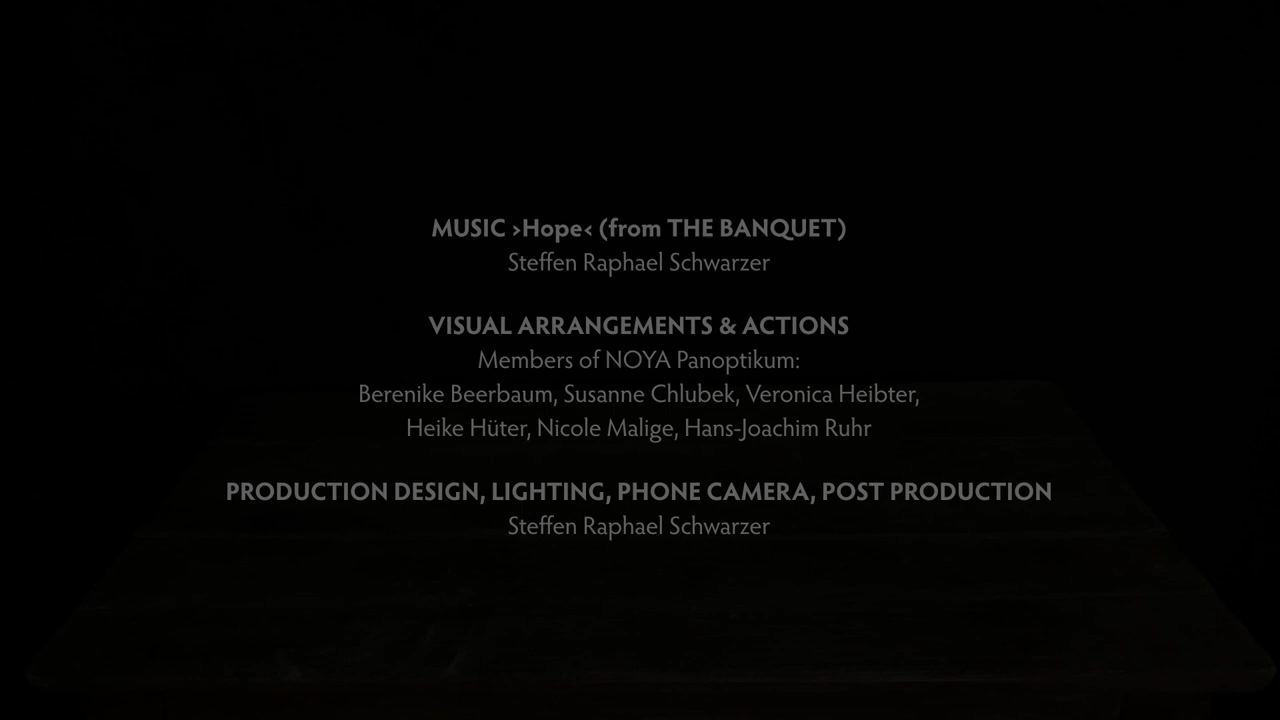 MUSIC ›Hope‹ (from THE BANQUET)
Steffen Raphael Schwarzer
VISUAL ARRANGEMENTS & ACTIONS
Members of NOYA Panoptikum:
Berenike Beerbaum, Susanne Chlubek, Veronica Heibter,
Heike Hüter, Nicole Malige, Hans-Joachim Ruhr
PRODUCTION DESIGN, LIGHTING, PHONE CAMERA, POST PRODUCTION
Steffen Raphael Schwarzer